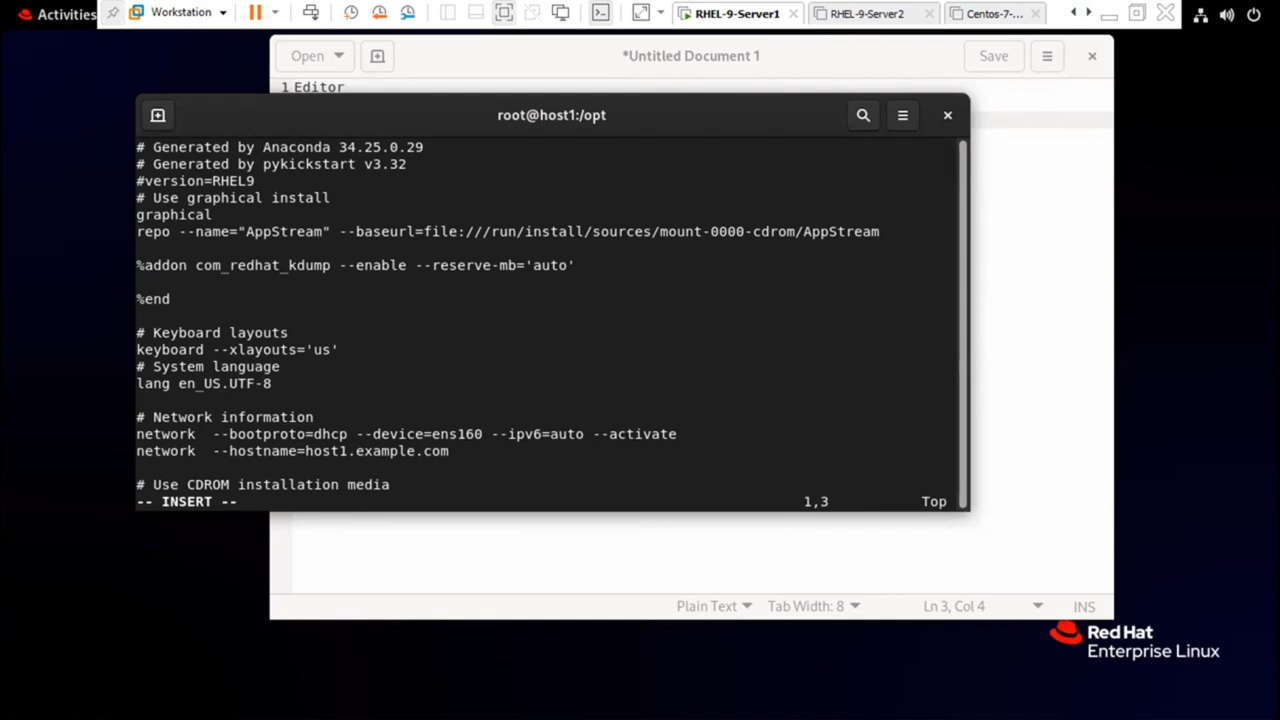 Activities
Workstation
RHEL-9-Server1
RHEL-9-Server2
Centos-7-...
Open
*Untitled Document 1
Save
1 Editor
root@host1:/opt
# Generated by Anaconda 34.25.0.29
# Generated by pykickstart v3.32
#version=RHEL9
# Use graphical install
graphical
repo --name="AppStream" --baseurl=file:///run/install/sources/mount-0000-cdrom/AppStream
%addon com_redhat_kdump --enable --reserve-mb='auto'
%end
# Keyboard layouts
keyboard --xlayouts='us'
# System language
lang en_US.UTF-8
# Network information
network  --bootproto=dhcp --device=ens160 --ipv6=auto --activate
network  --hostname=host1.example.com
# Use CDROM installation media
-- INSERT -- 1,3 Top
Plain Text Tab Width: 8 Ln 3, Col 4 INS
Red Hat
Enterprise Linux